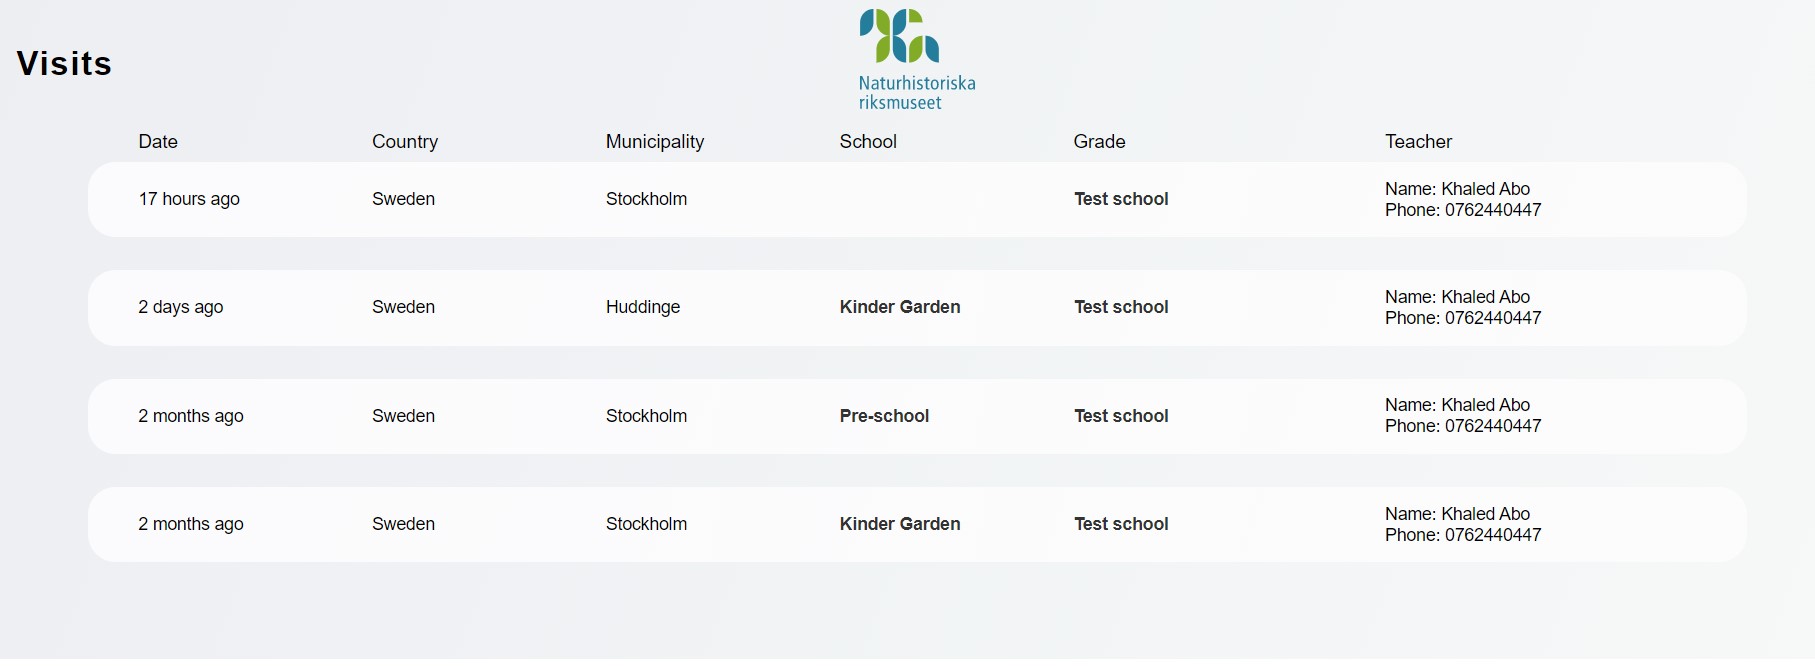 Visits
Naturhistoriska
riksmuseet
Date Country Municipality School Grade Teacher
17 hours ago Sweden Stockholm Test school Name: Khaled Abo
Phone: 0762440447
2 days ago Sweden Huddinge Kinder Garden Test school Name: Khaled Abo
Phone: 0762440447
2 months ago Sweden Stockholm Pre-school Test school Name: Khaled Abo
Phone: 0762440447
2 months ago Sweden Stockholm Kinder Garden Test school Name: Khaled Abo
Phone: 0762440447